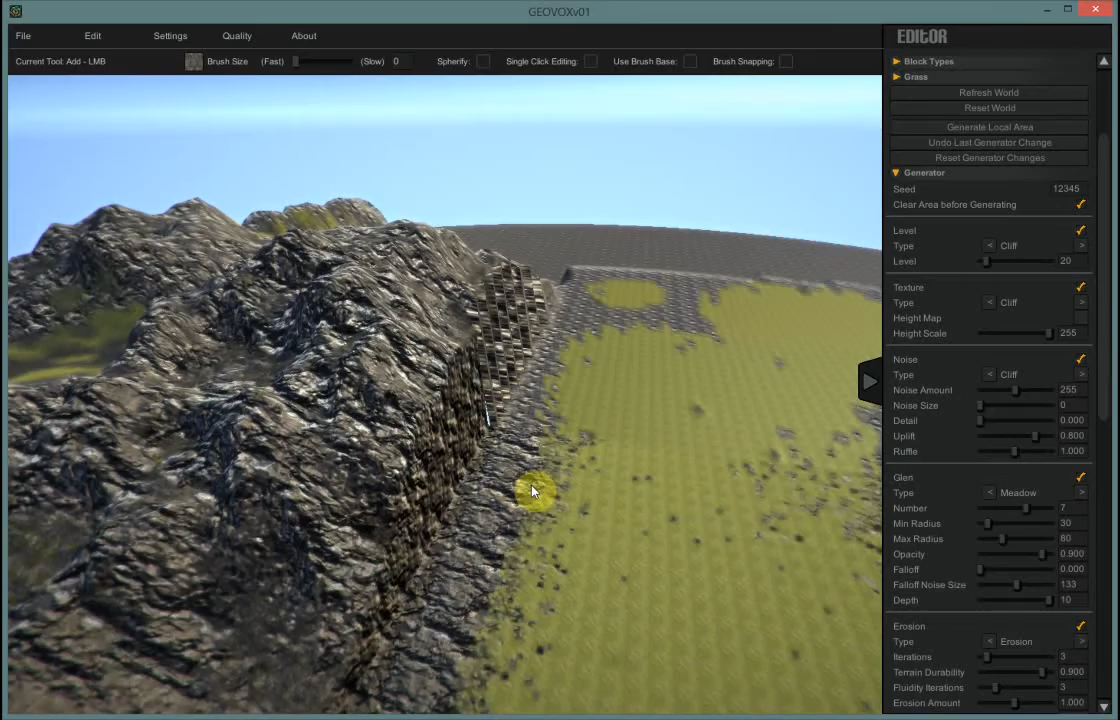 GEOVOXv01
File Edit Settings Quality About
Current Tool: Add - LMB Brush Size (Fast) (Slow) 0 Spherify: Single Click Editing: Use Brush Base: Brush Snapping:
EDITOR
Block Types
Grass
Refresh World
Reset World
Generate Local Area
Undo Last Generator Change
Reset Generator Changes
Generator
Seed 12345
Clear Area before Generating
Level
Type < Cliff >
Level 20
Texture
Type < Cliff >
Height Map
Height Scale 255
Noise
Type < Cliff >
Noise Amount 255
Noise Size 0
Detail 0.000
Uplift 0.800
Ruffle 1.000
Glen
Type < Meadow >
Number 7
Min Radius 30
Max Radius 60
Opacity 0.900
Falloff 0.000
Falloff Noise Size 133
Depth 10
Erosion
Type < Erosion >
Iterations 3
Terrain Durability 0.900
Fluidity Iterations 3
Erosion Amount 1.000